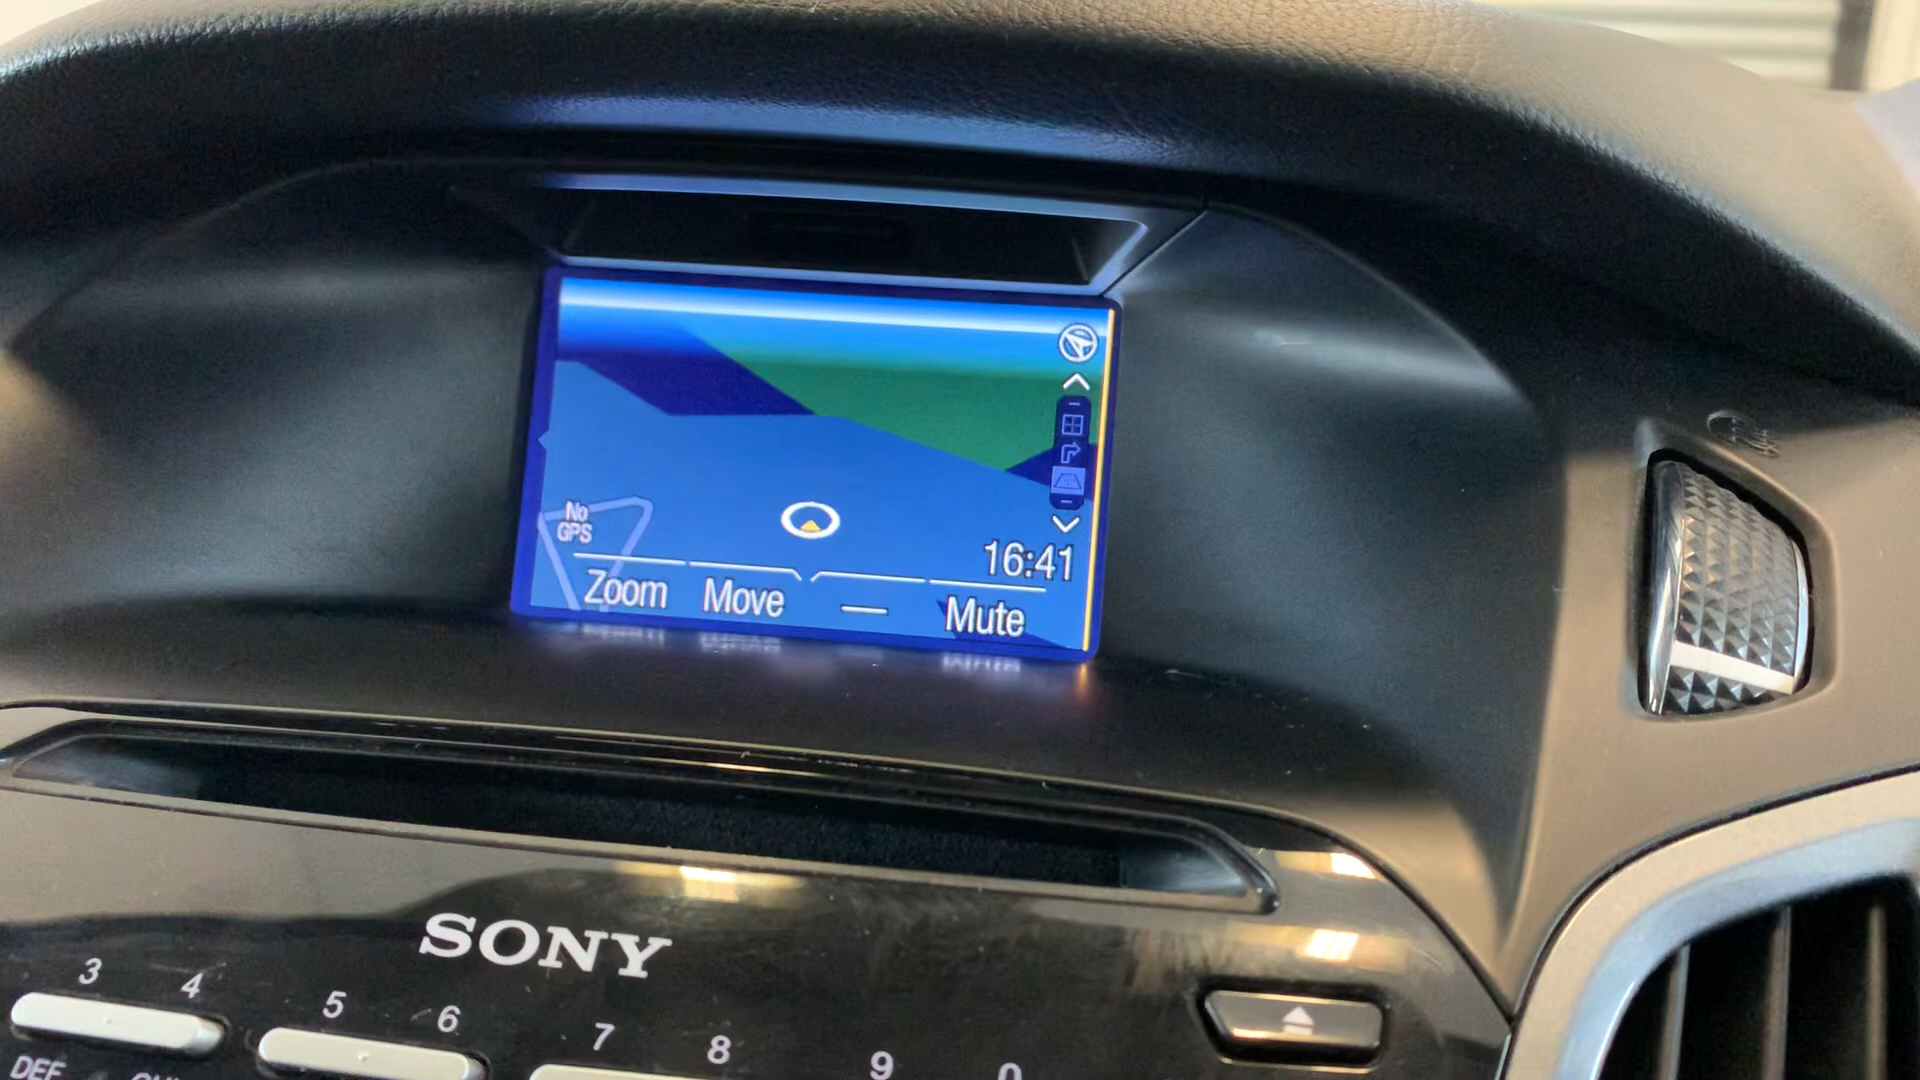 No
GPS
16:41
Zoom Move — Mute
SONY
3 4 5 6 7 8 9 0
DEF